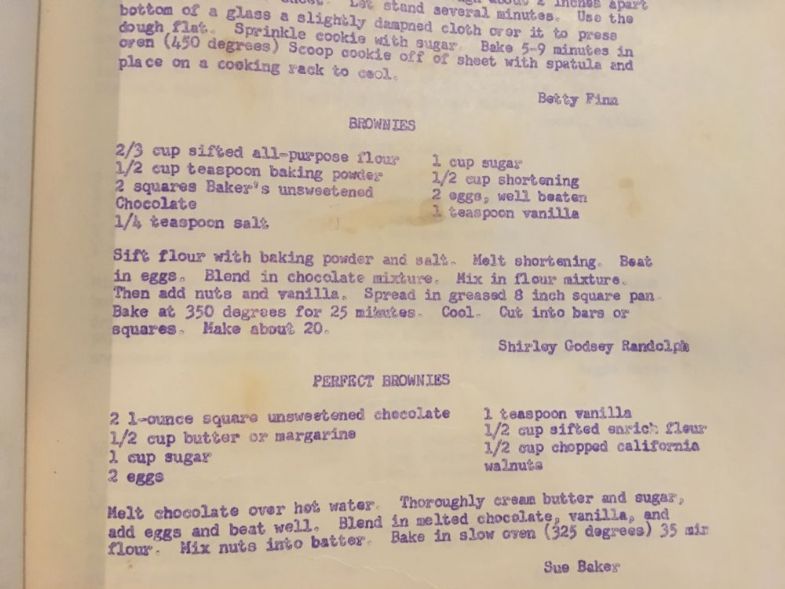 Let stand several minutes. Use the
bottom of a glass a slightly dampned cloth over it to press
dough flat. Sprinkle cookie with sugar. Bake 5-9 minutes in
oven (450 degrees) Scoop cookie off of sheet with spatula and
place on a cooking rack to cool.
Betty Finn
BROWNIES
2/3 cup sifted all-purpose flour
1/2 cup teaspoon baking powder
2 squares Baker's unsweetened
Chocolate
1/4 teaspoon salt
1 cup sugar
1/2 cup shortening
2 eggs, well beaten
1 teaspoon vanilla
Sift flour with baking powder and salt. Melt shortening. Beat
in eggs. Blend in chocolate mixture. Mix in flour mixture.
Then add nuts and vanilla. Spread in greased 8 inch square pan.
Bake at 350 degrees for 25 minutes. Cool. Cut into bars or
squares. Make about 20.
Shirley Godsey Randolph
PERFECT BROWNIES
2 1-ounce square unsweetened chocolate
1/2 cup butter or margarine
1 cup sugar
2 eggs
1 teaspoon vanilla
1/2 cup sifted enrich flour
1/2 cup chopped california
walnuts
Melt chocolate over hot water. Thoroughly cream butter and sugar,
add eggs and beat well. Blend in melted chocolate, vanilla, and
flour. Mix nuts into batter. Bake in slow oven (325 degrees) 35 min
Sue Baker